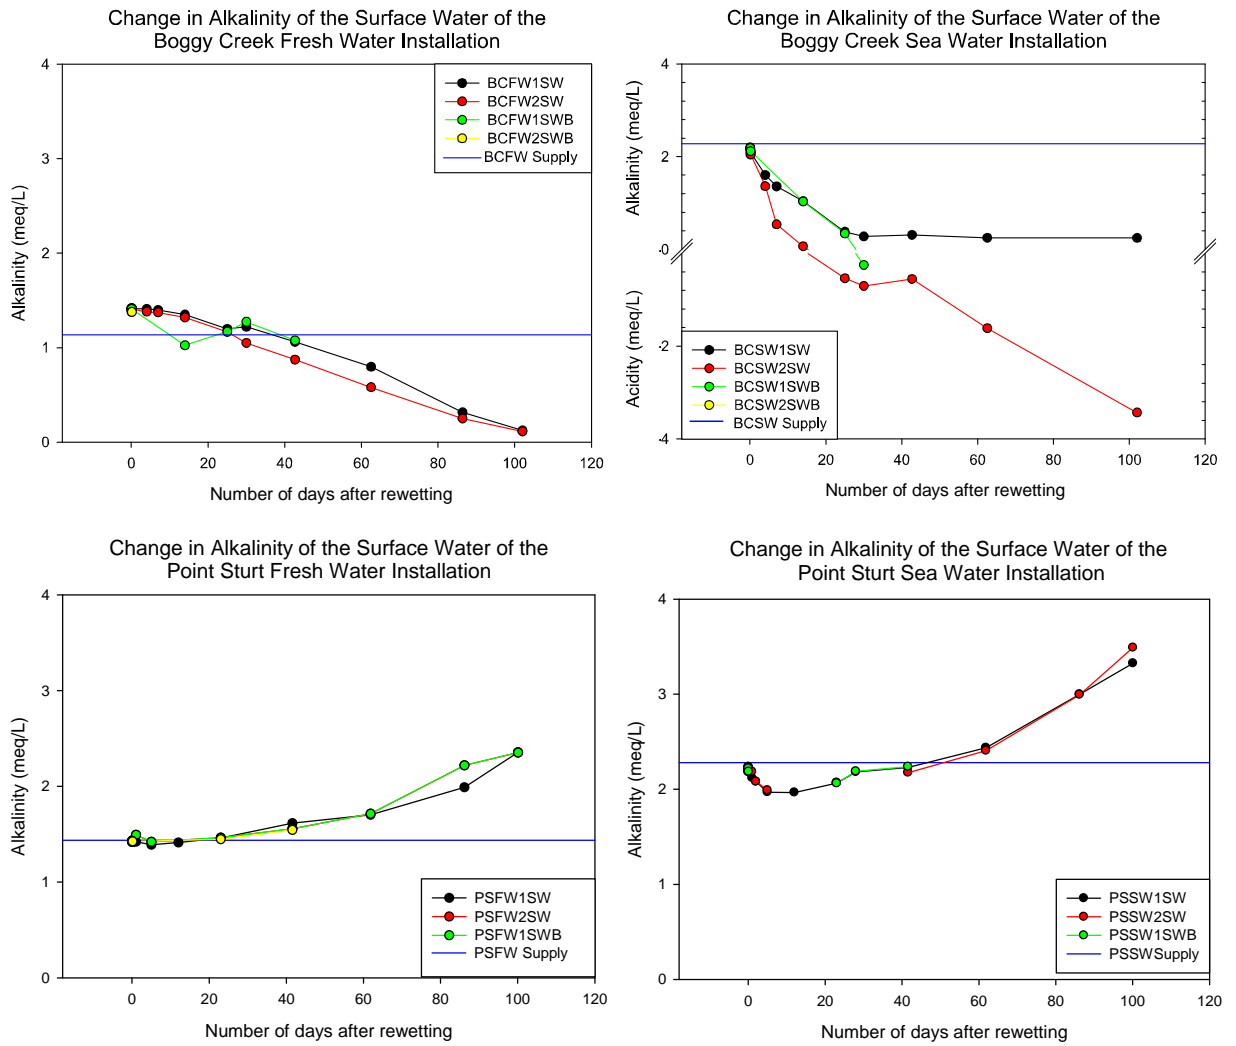 Change in Alkalinity of the Surface Water of the
Boggy Creek Fresh Water Installation
4
3
2
1
0
Alkalinity (meq/L)
BCFW1SW
BCFW2SW
BCFW1SWB
BCFW2SWB
BCFW Supply
0 20 40 60 80 100 120
Number of days after rewetting
Change in Alkalinity of the Surface Water of the
Boggy Creek Sea Water Installation
4
2
0
-2
-4
Alkalinity (meq/L)
Acidity (meq/L)
BCSW1SW
BCSW2SW
BCSW1SWB
BCSW2SWB
BCSW Supply
0 20 40 60 80 100 120
Number of days after rewetting
Change in Alkalinity of the Surface Water of the
Point Sturt Fresh Water Installation
4
3
2
1
0
Alkalinity (meq/L)
PSFW1SW
PSFW2SW
PSFW1SWB
PSFW Supply
0 20 40 60 80 100 120
Number of days after rewetting
Change in Alkalinity of the Surface Water of the
Point Sturt Sea Water Installation
4
3
2
1
0
Alkalinity (meq/L)
PSSW1SW
PSSW2SW
PSSW1SWB
PSSWSupply
0 20 40 60 80 100 120
Number of days after rewetting